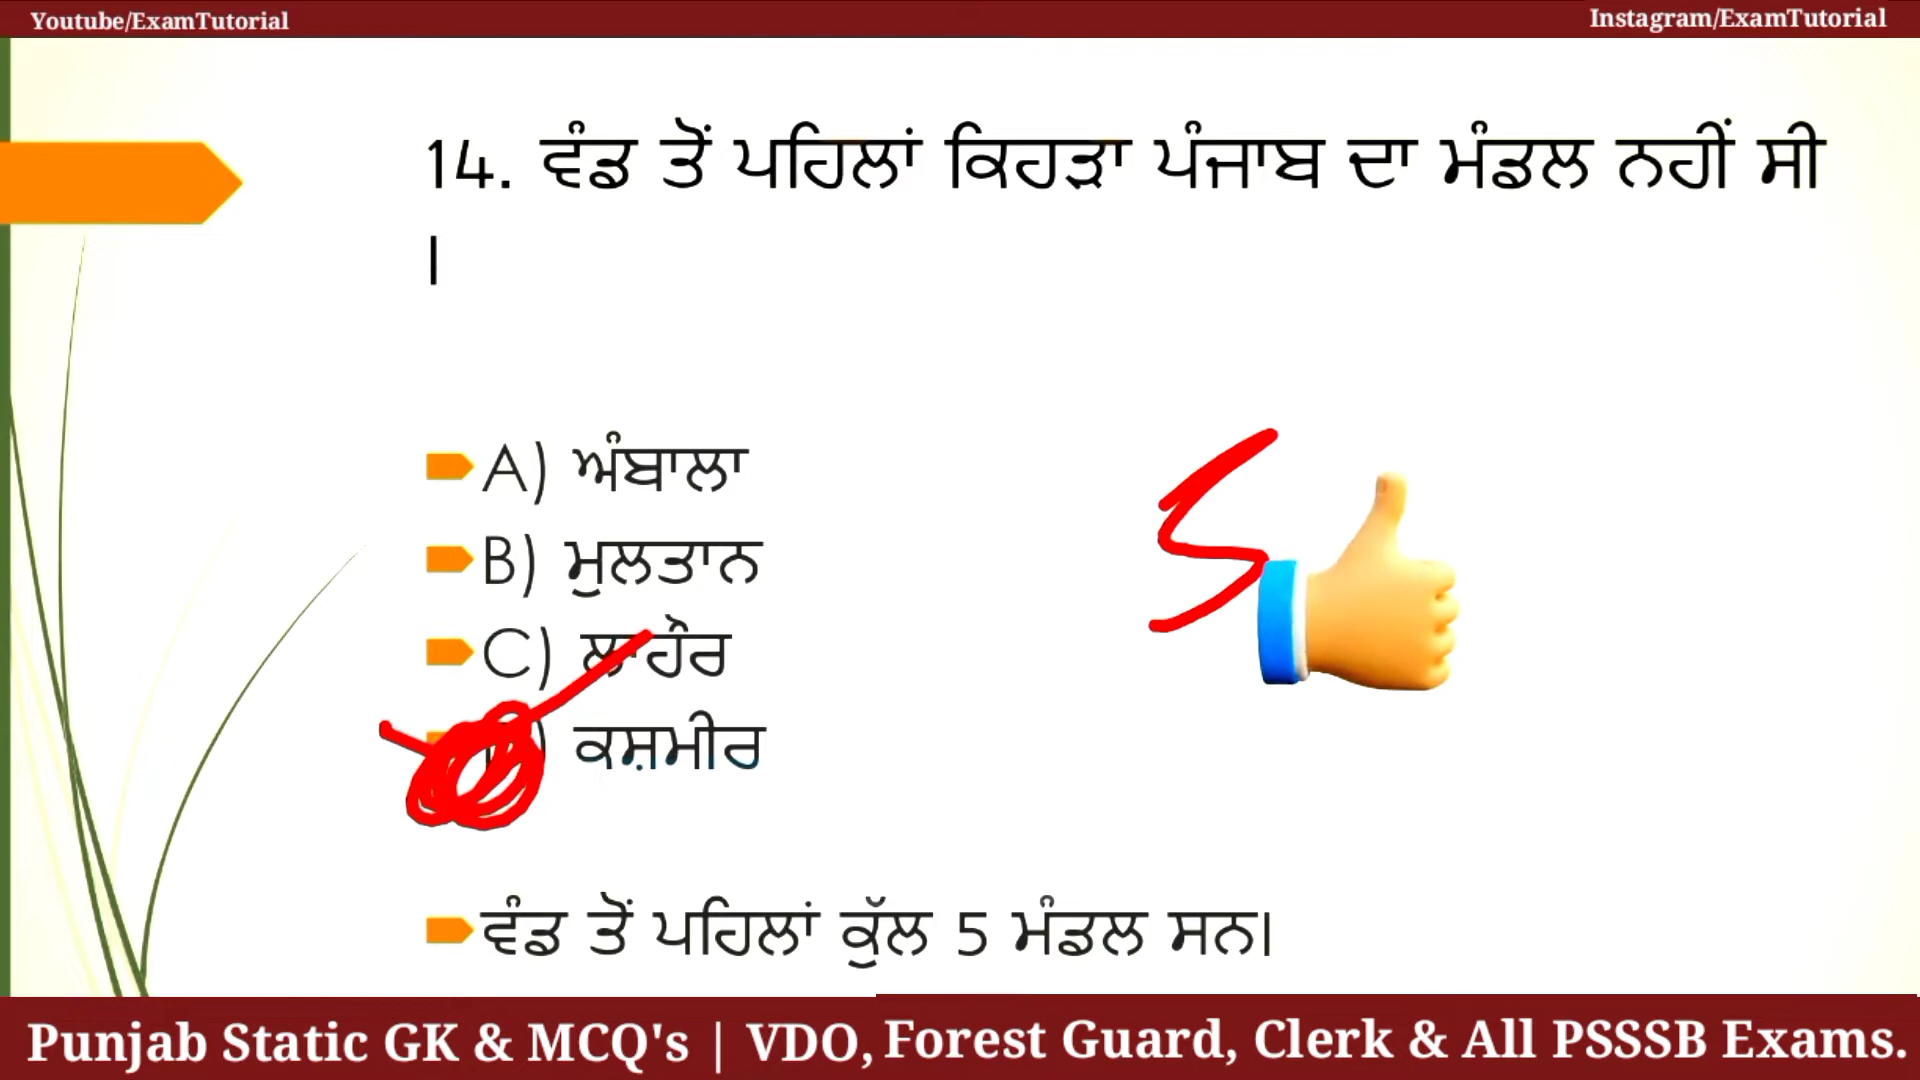 Youtube/ExamTutorial
Instagram/ExamTutorial
14. ਵੰਡ ਤੋਂ ਪਹਿਲਾਂ ਕਿਹੜਾ ਪੰਜਾਬ ਦਾ ਮੰਡਲ ਨਹੀਂ ਸੀ
।
A) ਅੰਬਾਲਾ
B) ਮੁਲਤਾਨ
C) ਲਾਹੌਰ
ਕਸ਼ਮੀਰ
ਵੰਡ ਤੋਂ ਪਹਿਲਾਂ ਕੁੱਲ 5 ਮੰਡਲ ਸਨ।
Punjab Static GK & MCQ's | VDO, Forest Guard, Clerk & All PSSSB Exams.